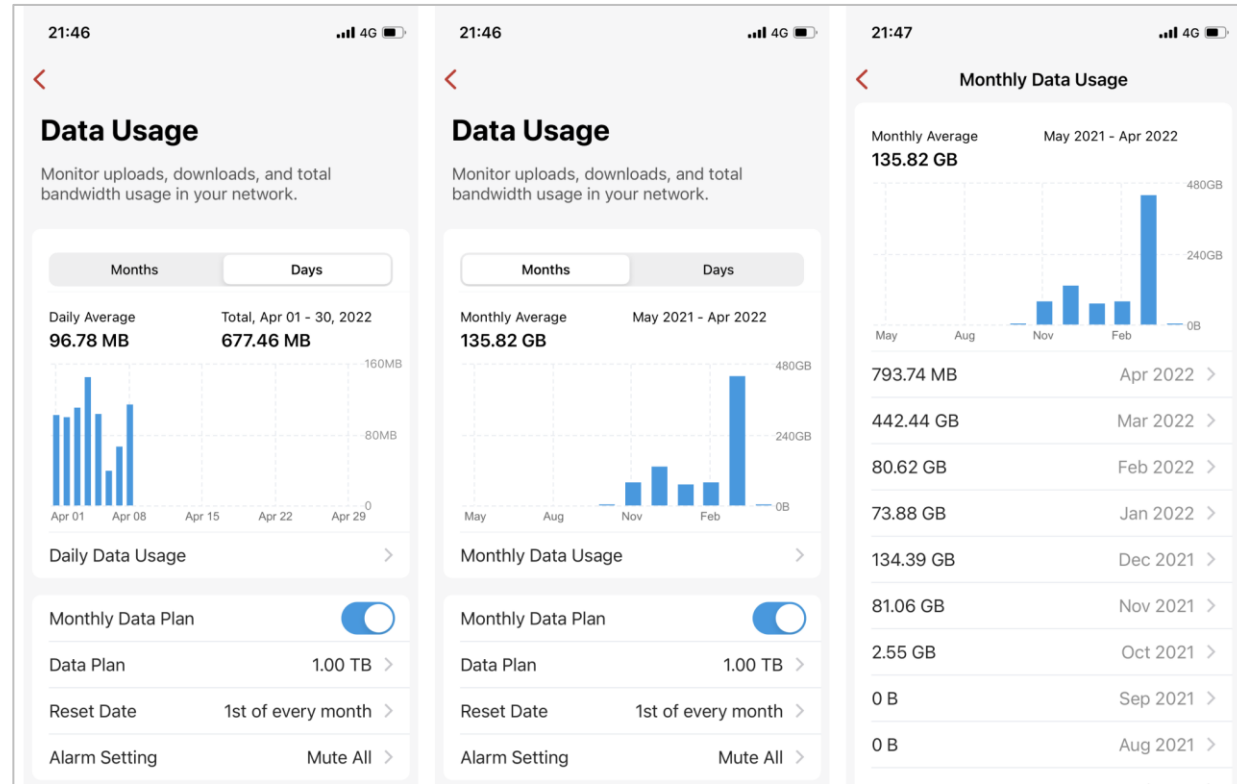 21:46
4G
Data Usage
Monitor uploads, downloads, and total
bandwidth usage in your network.
Months Days
Daily Average Total, Apr 01 - 30, 2022
96.78 MB 677.46 MB
160MB
80MB
0
Apr 01 Apr 08 Apr 15 Apr 22 Apr 29
Daily Data Usage
Monthly Data Plan
Data Plan 1.00 TB
Reset Date 1st of every month
Alarm Setting Mute All
21:46
4G
Data Usage
Monitor uploads, downloads, and total
bandwidth usage in your network.
Months Days
Monthly Average May 2021 - Apr 2022
135.82 GB
480GB
240GB
0B
May Aug Nov Feb
Monthly Data Usage
Monthly Data Plan
Data Plan 1.00 TB
Reset Date 1st of every month
Alarm Setting Mute All
21:47
4G
Monthly Data Usage
Monthly Average May 2021 - Apr 2022
135.82 GB
480GB
240GB
0B
May Aug Nov Feb
793.74 MB Apr 2022
442.44 GB Mar 2022
80.62 GB Feb 2022
73.88 GB Jan 2022
134.39 GB Dec 2021
81.06 GB Nov 2021
2.55 GB Oct 2021
0 B Sep 2021
0 B Aug 2021